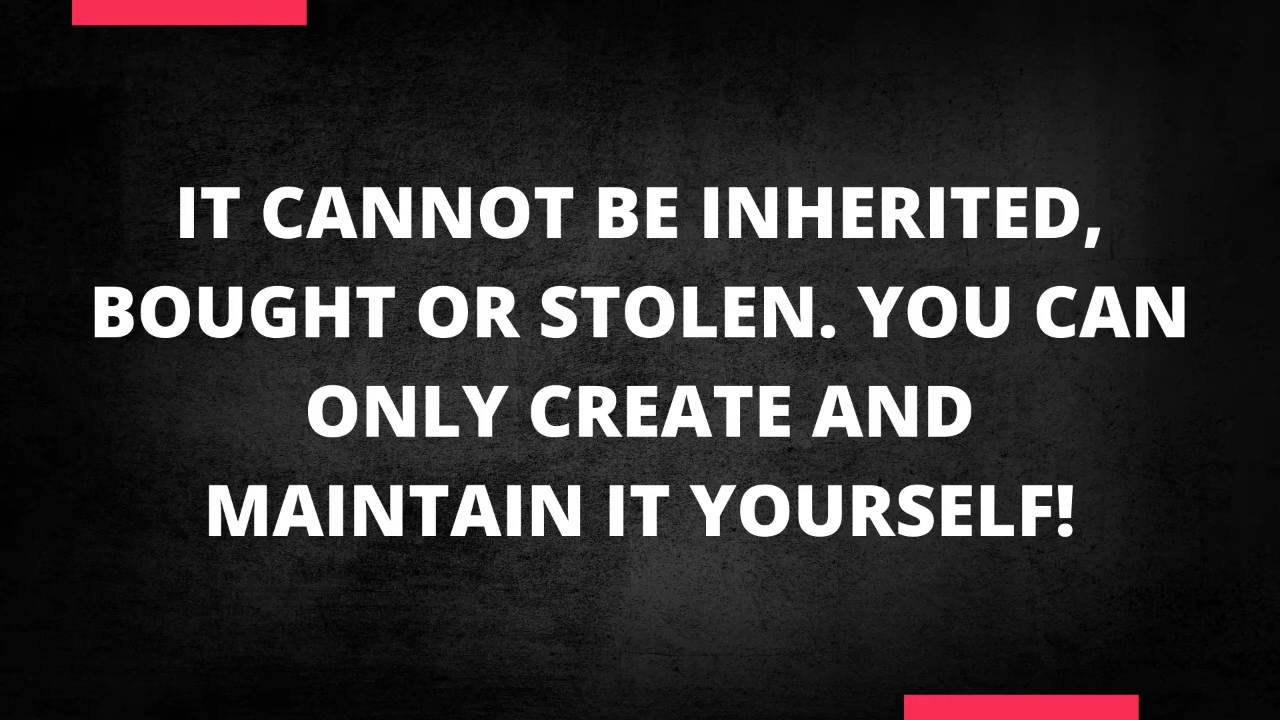 IT CANNOT BE INHERITED,
BOUGHT OR STOLEN. YOU CAN
ONLY CREATE AND
MAINTAIN IT YOURSELF!